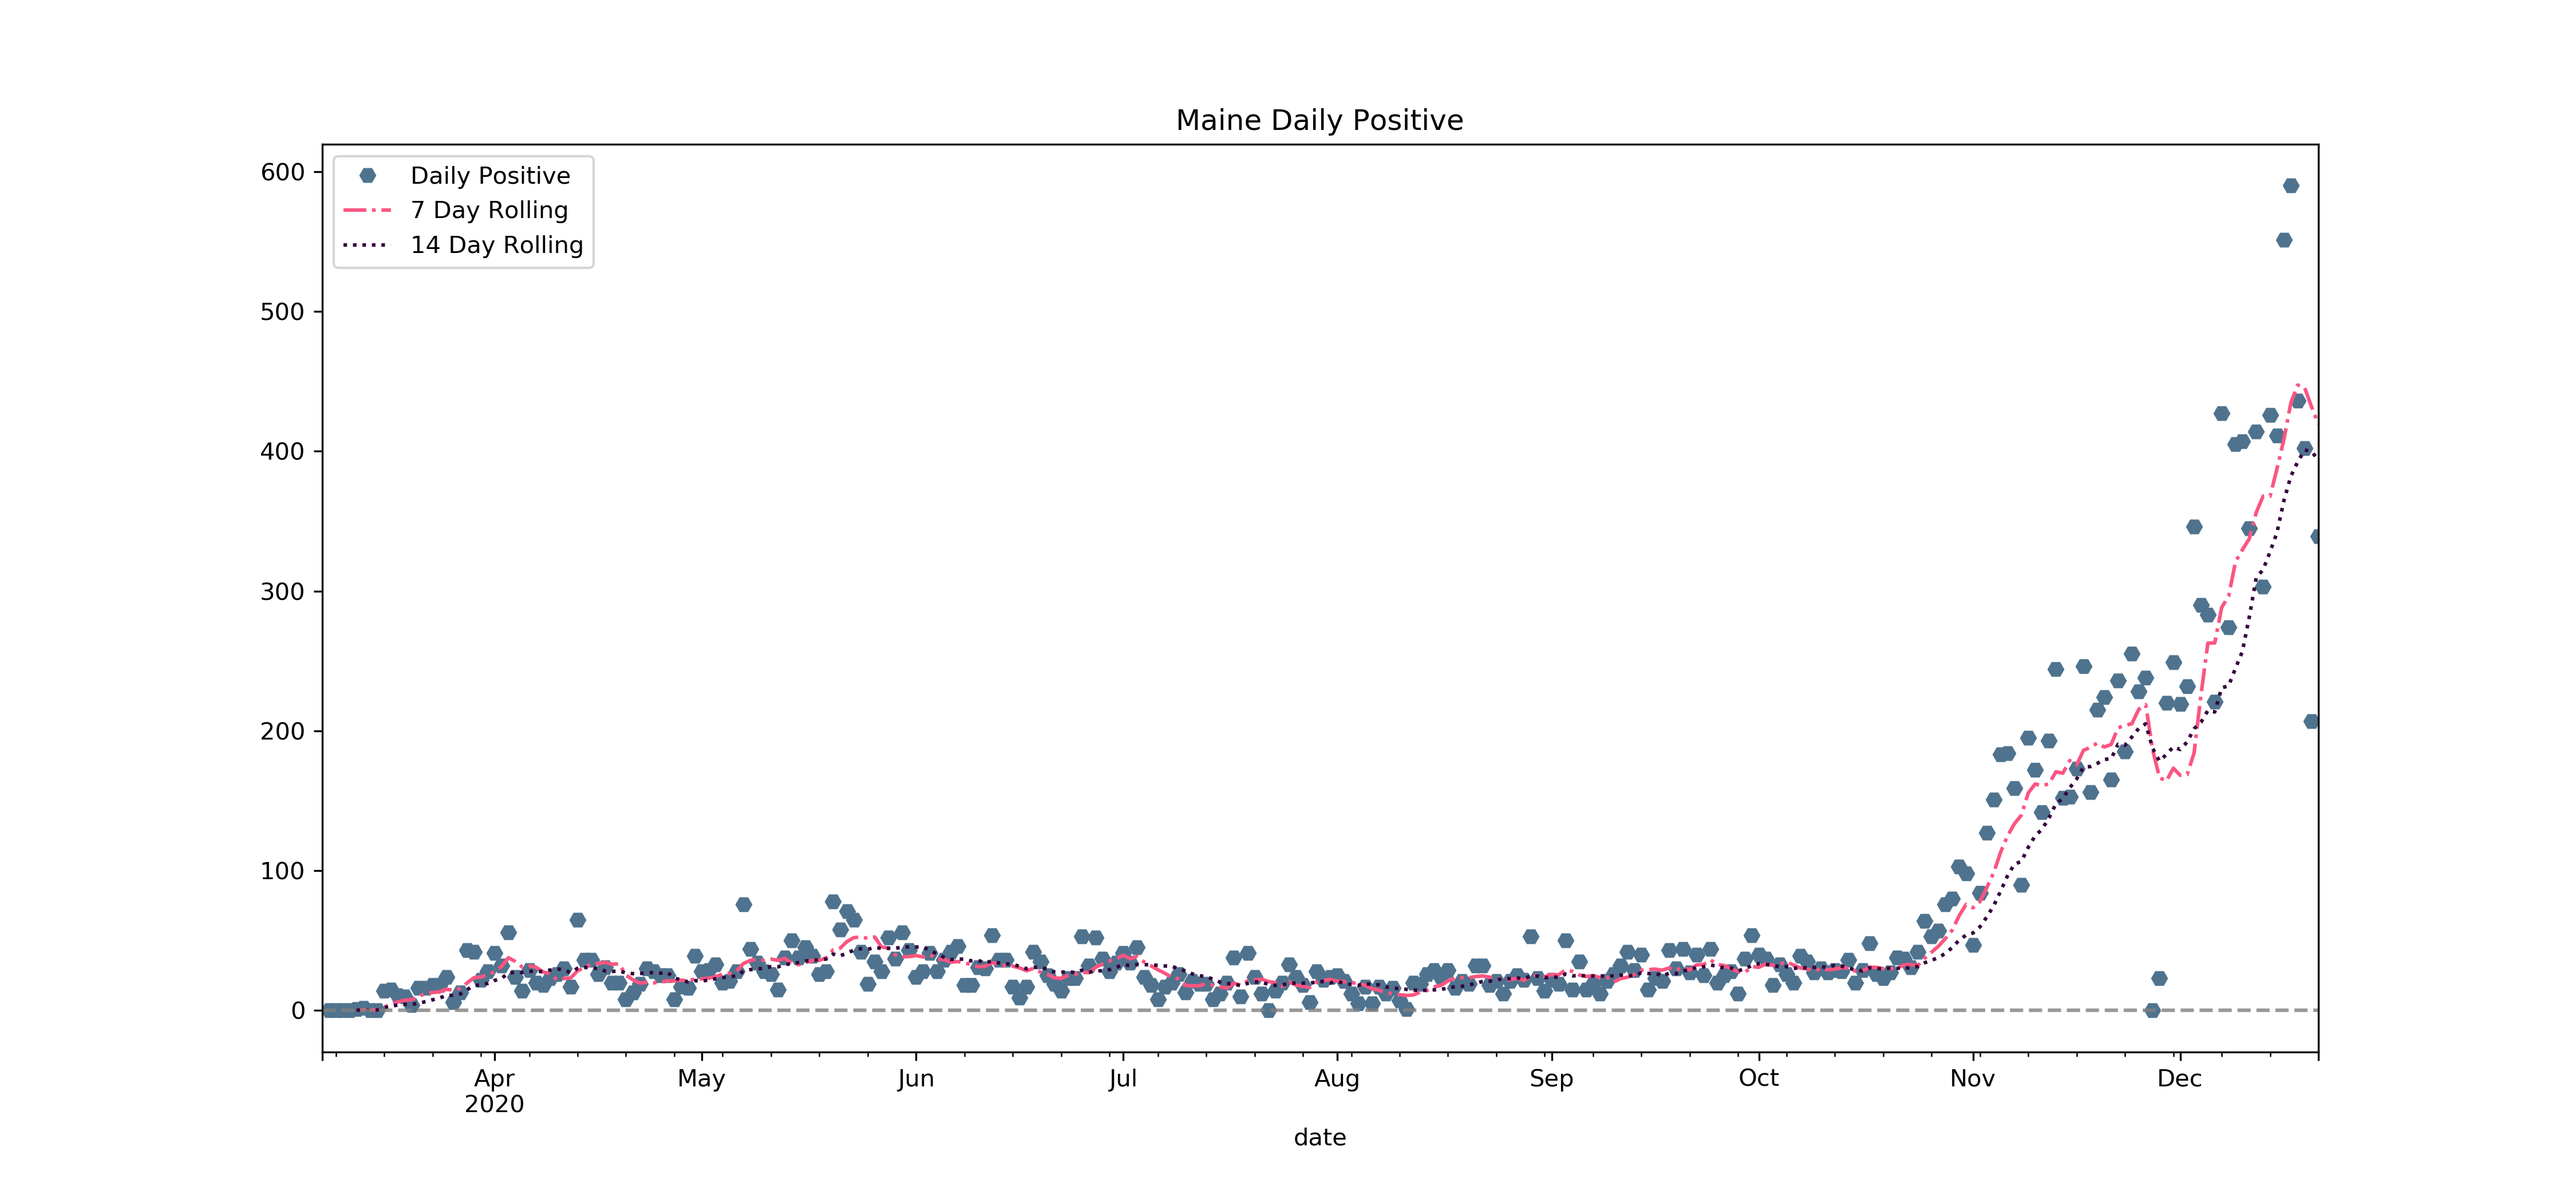 Maine Daily Positive
600
500
400
300
200
100
0
Daily Positive
7 Day Rolling
14 Day Rolling
Apr
2020
May
Jun
Jul
Aug
Sep
Oct
Nov
Dec
date